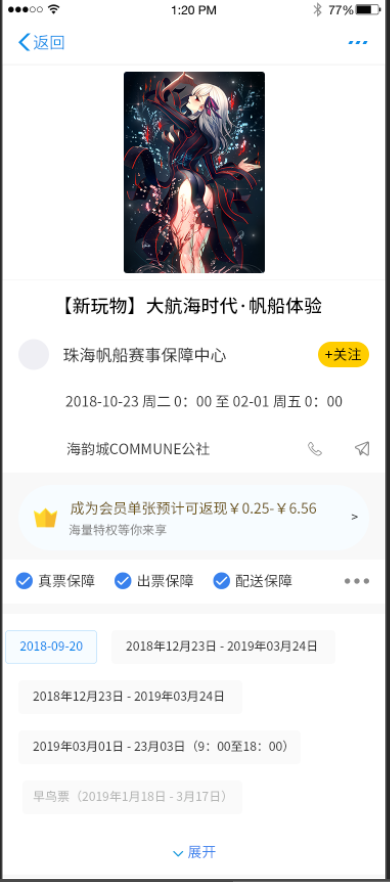 1:20 PM
77%
返回
【新玩物】大航海时代·帆船体验
珠海帆船赛事保障中心
+关注
2018-10-23 周二 0：00 至 02-01 周五 0：00
海韵城COMMUNE公社
成为会员单张预计可返现￥0.25-￥6.56
>
海量特权等你来享
真票保障
出票保障
配送保障
2018-09-20
2018年12月23日 - 2019年03月24日
2018年12月23日 - 2019年03月24日
2019年03月01日 - 23月03日（9：00至18：00）
早鸟票（2019年1月18日 - 3月17日）
展开